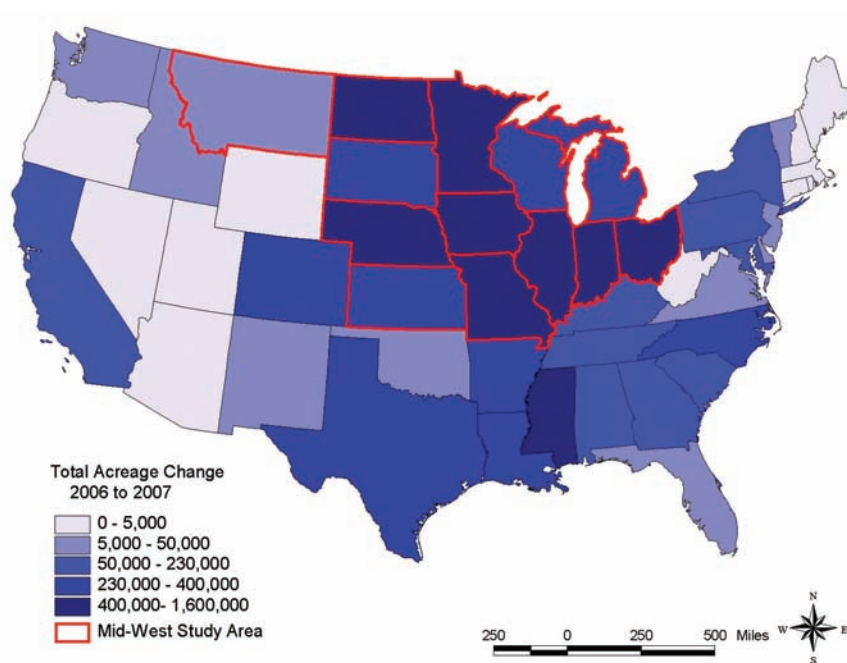 Total Acreage Change
2006 to 2007
0 - 5,000
5,000 - 50,000
50,000 - 230,000
230,000 - 400,000
400,000- 1,600,000
Mid-West Study Area
250 0 250 500 Miles
N
W E
S